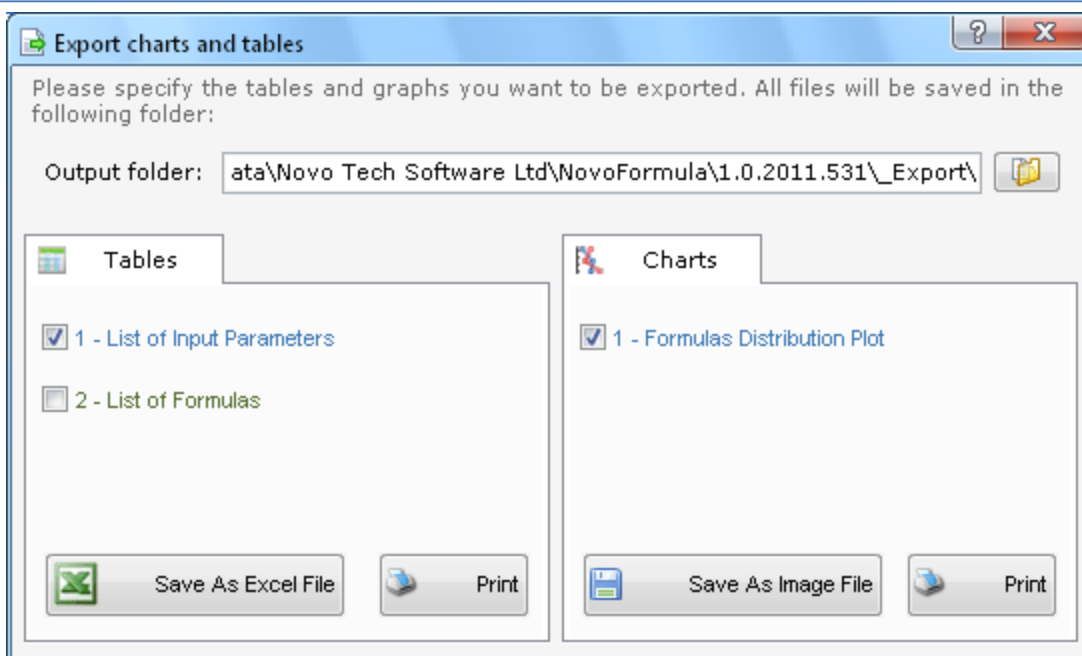 Export charts and tables
?
X
Please specify the tables and graphs you want to be exported. All files will be saved in the
following folder:
Output folder: ata\Novo Tech Software Ltd\NovoFormula\1.0.2011.531\_Export\
Tables
1 - List of Input Parameters
2 - List of Formulas
Save As Excel File
Print
Charts
1 - Formulas Distribution Plot
Save As Image File
Print